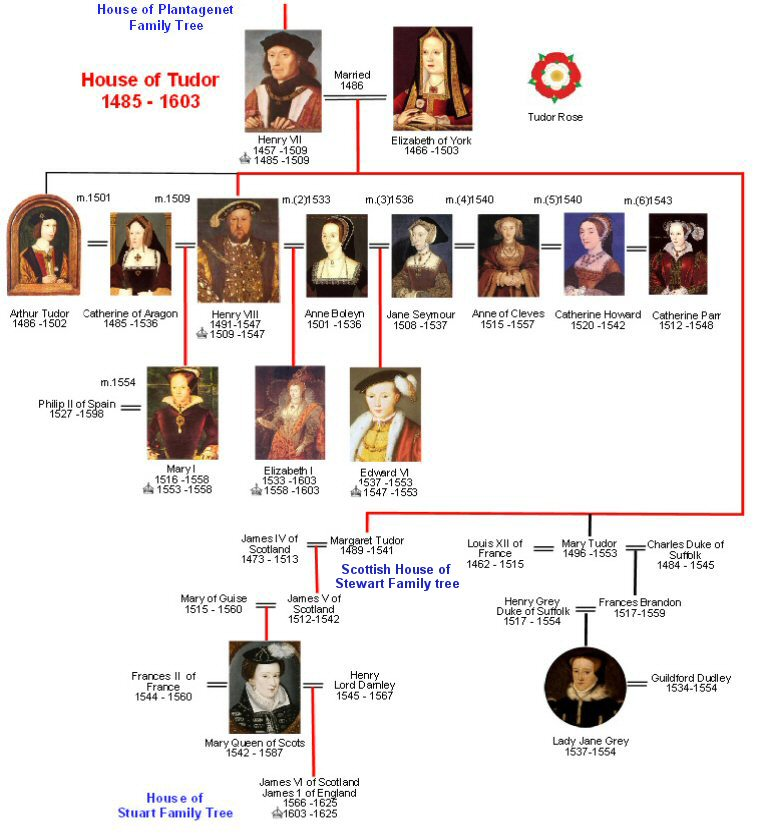 House of Plantagenet
Family Tree
House of Tudor
1485 - 1603
Married
1486
Henry VII
1457 -1509
1485 -1509
Elizabeth of York
1466 -1503
Tudor Rose
m.1501
m.1509
m.(2)1533
m.(3)1536
m.(4)1540
m.(5)1540
m.(6)1543
Arthur Tudor
1486 -1502
Catherine of Aragon
1485 -1536
Henry VIII
1491-1547
1509 -1547
Anne Boleyn
1501 -1536
Jane Seymour
1508 -1537
Anne of Cleves
1515 -1557
Catherine Howard
1520 -1542
Catherine Parr
1512 -1548
m.1554
Philip II of Spain
1527 -1598
Mary I
1516 -1558
1553 -1558
Elizabeth I
1533 -1603
1558 -1603
Edward VI
1537 -1553
1547 -1553
James IV of
Scotland
1473 - 1513
Margaret Tudor
1489 -1541
Louis XII of
France
1462 - 1515
Mary Tudor
1496 -1553
Charles Duke of
Suffolk
1484 - 1545
Scottish House of
Stewart Family tree
Mary of Guise
1515 - 1560
James V of
Scotland
1512-1542
Henry Grey
Duke of Suffolk
1517 - 1554
Frances Brandon
1517-1559
Frances II of
France
1544 - 1560
Henry
Lord Darnley
1545 - 1567
Guildford Dudley
1534-1554
Mary Queen of Scots
1542 - 1587
Lady Jane Grey
1537-1554
James VI of Scotland
James 1 of England
1566 -1625
1603 -1625
House of
Stuart Family Tree